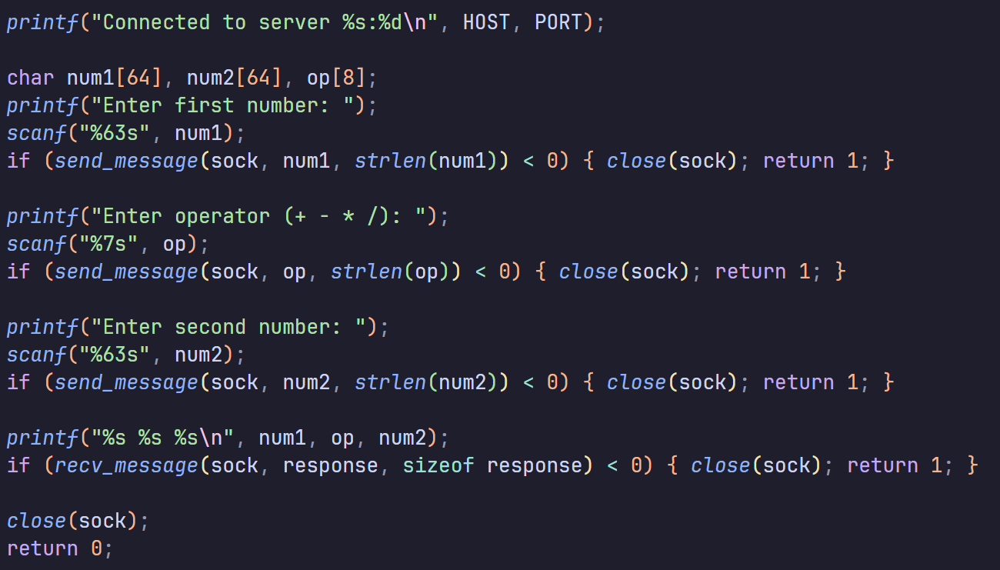 printf("Connected to server %s:%d\n", HOST, PORT);
char num1[64], num2[64], op[8];
printf("Enter first number: ");
scanf("%63s", num1);
if (send_message(sock, num1, strlen(num1)) < 0) { close(sock); return 1; }
printf("Enter operator (+ - * /): ");
scanf("%7s", op);
if (send_message(sock, op, strlen(op)) < 0) { close(sock); return 1; }
printf("Enter second number: ");
scanf("%63s", num2);
if (send_message(sock, num2, strlen(num2)) < 0) { close(sock); return 1; }
printf("%s %s %s\n", num1, op, num2);
if (recv_message(sock, response, sizeof response) < 0) { close(sock); return 1; }
close(sock);
return 0;